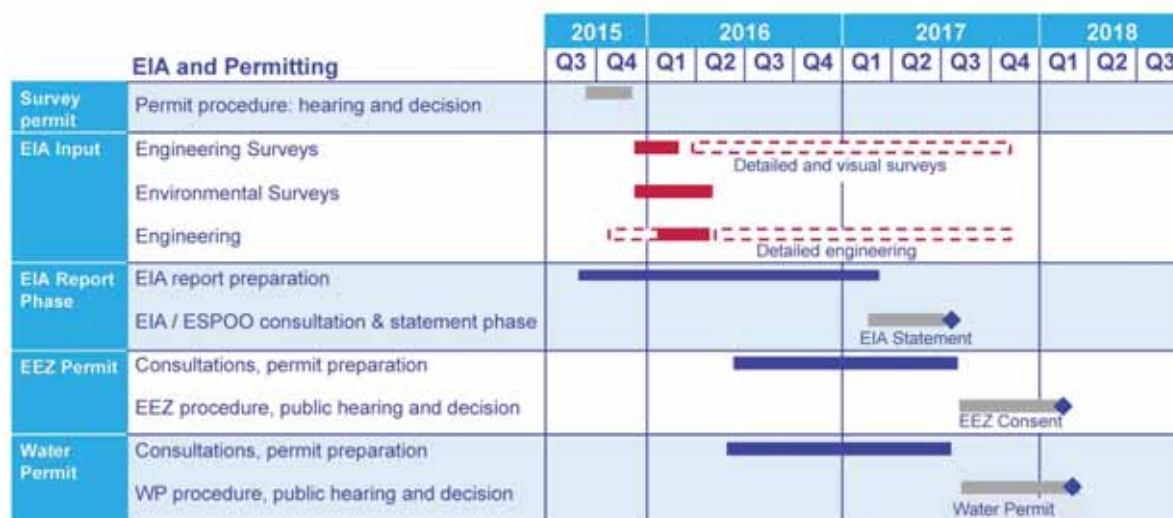 2015 2016 2017 2018
EIA and Permitting Q3 Q4 Q1 Q2 Q3 Q4 Q1 Q2 Q3 Q4 Q1 Q2 Q3
Survey
permit
Permit procedure: hearing and decision
EIA Input
Engineering Surveys
Detailed and visual surveys
Environmental Surveys
Engineering
Detailed engineering
EIA Report
Phase
EIA report preparation
EIA / ESPOO consultation & statement phase
EIA Statement
EEZ Permit
Consultations, permit preparation
EEZ procedure, public hearing and decision
EEZ Consent
Water
Permit
Consultations, permit preparation
WP procedure, public hearing and decision
Water Permit